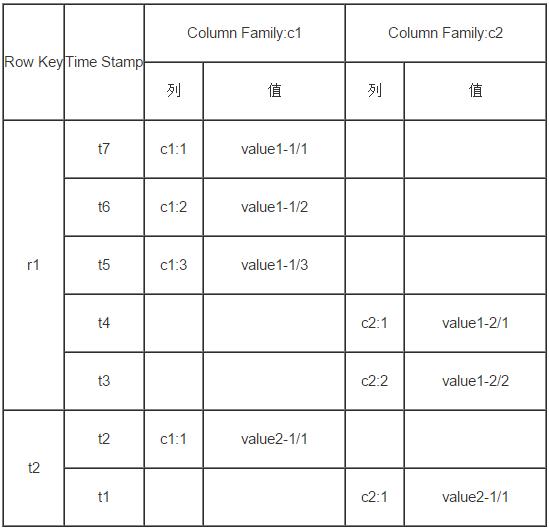 Row Key Time Stamp Column Family:c1 Column Family:c2
列 值 列 值
r1 t7 c1:1 value1-1/1
t6 c1:2 value1-1/2
t5 c1:3 value1-1/3
t4 c2:1 value1-2/1
t3 c2:2 value1-2/2
t2 t2 c1:1 value2-1/1
t1 c2:1 value2-1/1